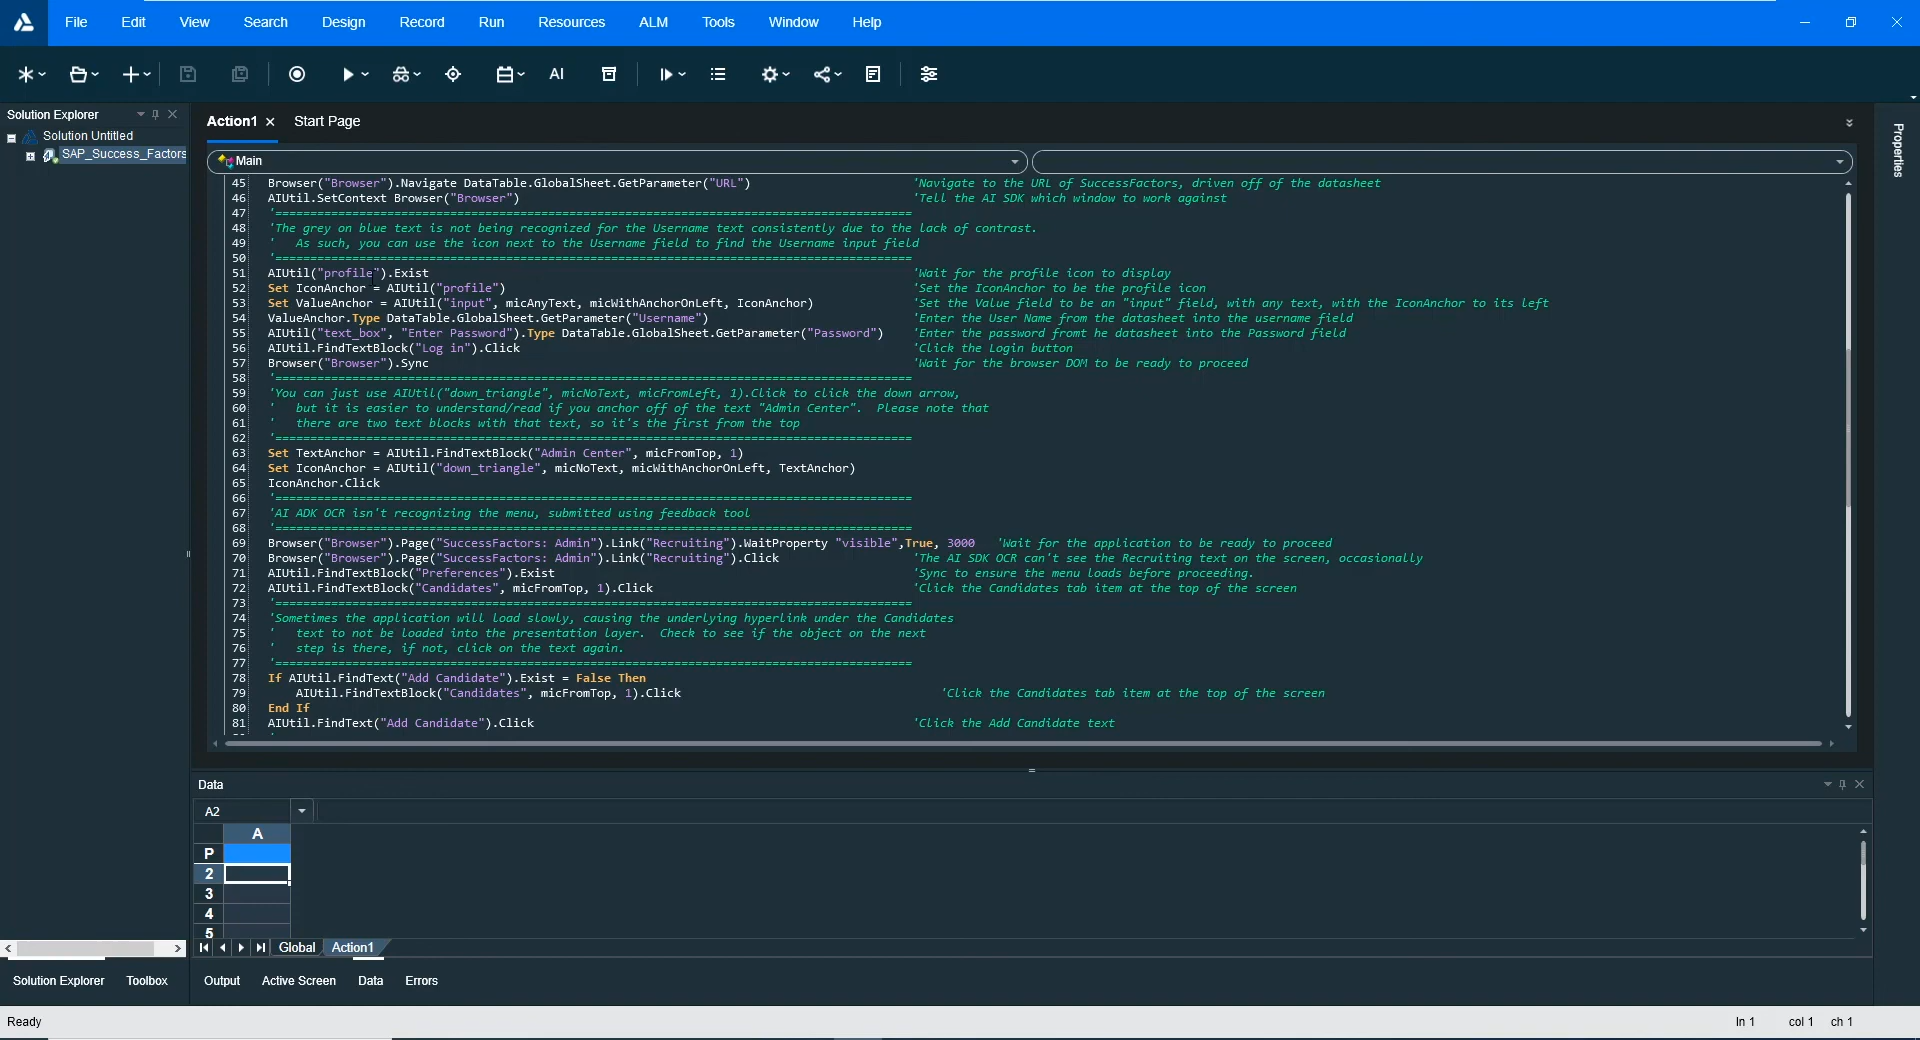 File Edit View Search Design Record Run Resources ALM Tools Window Help
AI
Solution Explorer
Solution Untitled
SAP_Success_Factors
Action1 Start Page
Properties
Main
45 Browser("Browser").Navigate DataTable.GlobalSheet.GetParameter("URL") 'Navigate to the URL of SuccessFactors, driven off of the datasheet
46 AIUtil.SetContext Browser("Browser") 'Tell the AI SDK which window to work against
47 '===========================================================================================
48 'The grey on blue text is not being recognized for the Username text consistently due to the lack of contrast.
49 ' As such, you can use the icon next to the Username field to find the Username input field
50 '===========================================================================================
51 AIUtil("profile").Exist 'Wait for the profile icon to display
52 Set IconAnchor = AIUtil("profile") 'Set the IconAnchor to be the profile icon
53 Set ValueAnchor = AIUtil("input", micAnyText, micWithAnchorOnLeft, IconAnchor) 'Set the Value field to be an "input" field, with any text, with the IconAnchor to its left
54 ValueAnchor.Type DataTable.GlobalSheet.GetParameter("Username") 'Enter the User Name from the datasheet into the username field
55 AIUtil("text_box", "Enter Password").Type DataTable.GlobalSheet.GetParameter("Password") 'Enter the password fromt he datasheet into the Password field
56 AIUtil.FindTextBlock("Log in").Click 'Click the Login button
57 Browser("Browser").Sync 'Wait for the browser DOM to be ready to proceed
58 '===========================================================================================
59 'You can just use AIUtil("down_triangle", micNoText, micFromLeft, 1).Click to click the down arrow,
60 ' but it is easier to understand/read if you anchor off of the text "Admin Center". Please note that
61 ' there are two text blocks with that text, so it's the first from the top
62 '===========================================================================================
63 Set TextAnchor = AIUtil.FindTextBlock("Admin Center", micFromTop, 1)
64 Set IconAnchor = AIUtil("down_triangle", micNoText, micWithAnchorOnLeft, TextAnchor)
65 IconAnchor.Click
66 '===========================================================================================
67 'AI ADK OCR isn't recognizing the menu, submitted using feedback tool
68 '===========================================================================================
69 Browser("Browser").Page("SuccessFactors: Admin").Link("Recruiting").WaitProperty "visible",True, 3000 'Wait for the application to be ready to proceed
70 Browser("Browser").Page("SuccessFactors: Admin").Link("Recruiting").Click 'The AI SDK OCR can't see the Recruiting text on the screen, occasionally
71 AIUtil.FindTextBlock("Preferences").Exist 'Sync to ensure the menu loads before proceeding.
72 AIUtil.FindTextBlock("Candidates", micFromTop, 1).Click 'Click the Candidates tab item at the top of the screen
73 '===========================================================================================
74 'Sometimes the application will load slowly, causing the underlying hyperlink under the Candidates
75 ' text to not be loaded into the presentation layer. Check to see if the object on the next
76 ' step is there, if not, click on the text again.
77 '===========================================================================================
78 If AIUtil.FindText("Add Candidate").Exist = False Then
79 AIUtil.FindTextBlock("Candidates", micFromTop, 1).Click 'Click the Candidates tab item at the top of the screen
80 End If
81 AIUtil.FindText("Add Candidate").Click 'Click the Add Candidate text
Data
A2
A
P
2
3
4
5
Global Action1
Solution Explorer Toolbox Output Active Screen Data Errors
Ready ln 1 col 1 ch 1